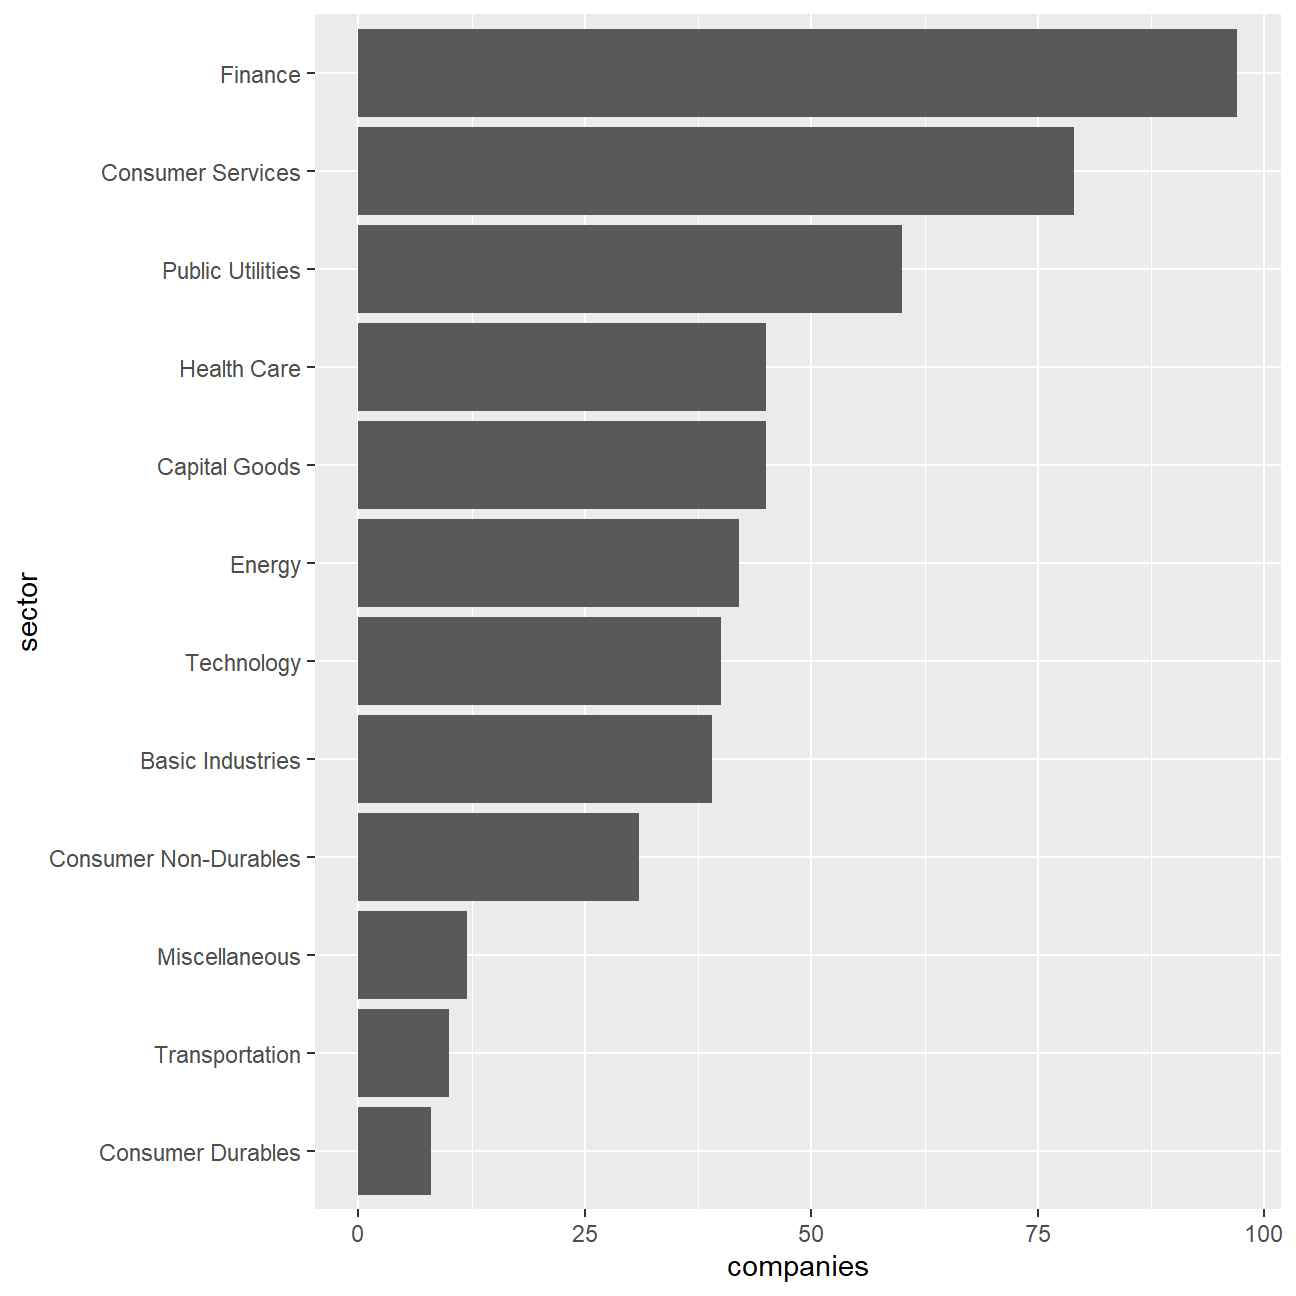 Finance
Consumer Services
Public Utilities
Health Care
Capital Goods
Energy
Technology
Basic Industries
Consumer Non-Durables
Miscellaneous
Transportation
Consumer Durables
sector
0 25 50 75 100
companies